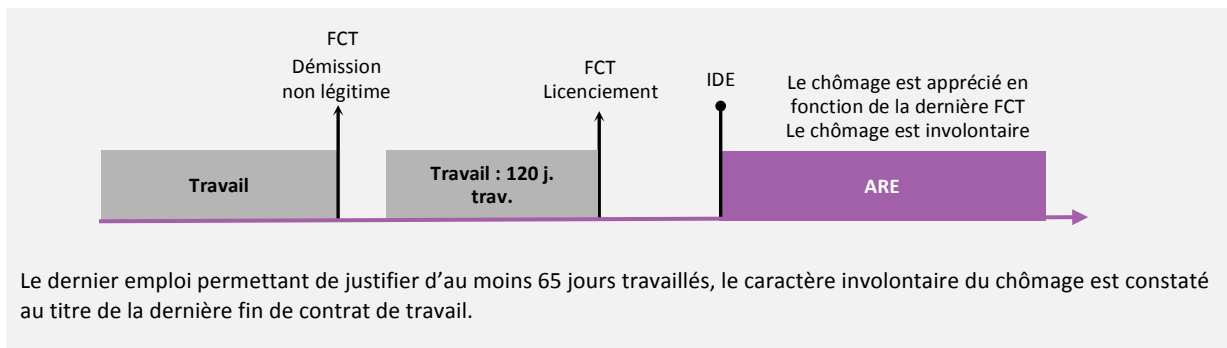 FCT
Démission
non légitime
FCT
Licenciement
IDE
Le chômage est apprécié en
fonction de la dernière FCT
Le chômage est involontaire
Travail
Travail : 120 j.
trav.
ARE
Le dernier emploi permettant de justifier d’au moins 65 jours travaillés, le caractère involontaire du chômage est constaté
au titre de la dernière fin de contrat de travail.